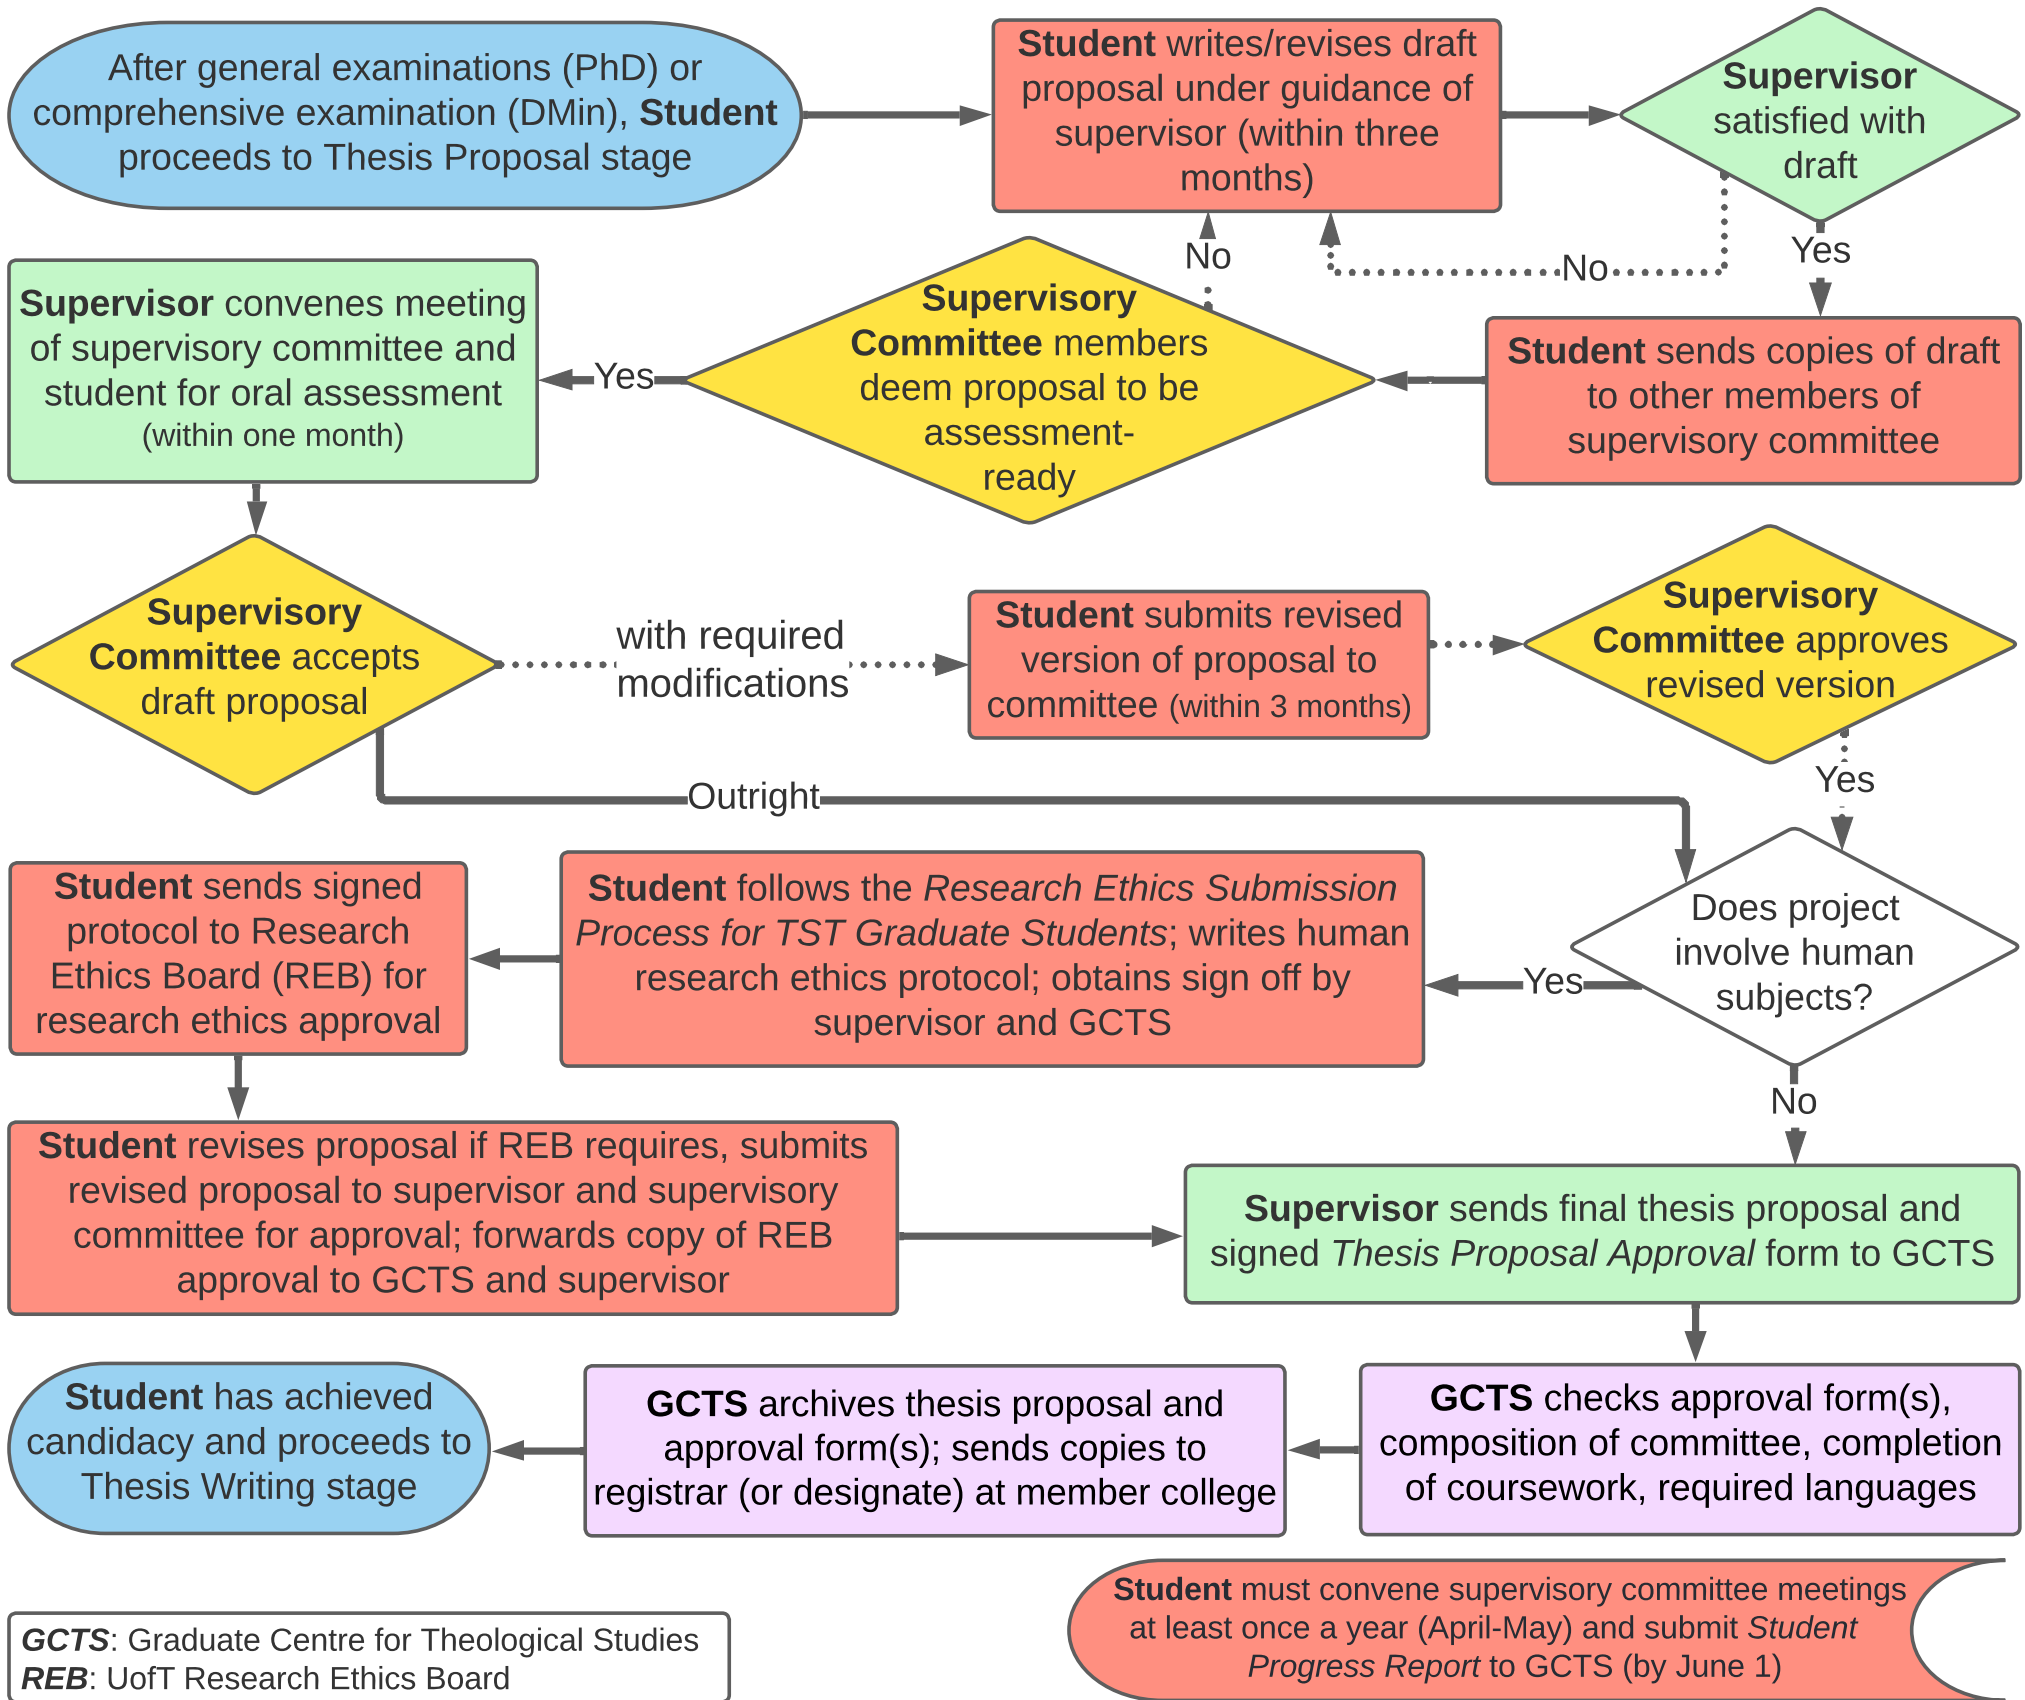 After general examinations (PhD) or
comprehensive examination (DMin), Student
proceeds to Thesis Proposal stage
Student writes/revises draft
proposal under guidance of
supervisor (within three
months)
Supervisor
satisfied with
draft
No
No
Yes
Supervisor convenes meeting
of supervisory committee and
student for oral assessment
(within one month)
Yes
Supervisory
Committee members
deem proposal to be
assessment-
ready
Student sends copies of draft
to other members of
supervisory committee
Supervisory
Committee accepts
draft proposal
with required
modifications
Student submits revised
version of proposal to
committee (within 3 months)
Supervisory
Committee approves
revised version
Yes
Outright
Student sends signed
protocol to Research
Ethics Board (REB) for
research ethics approval
Student follows the Research Ethics Submission
Process for TST Graduate Students; writes human
research ethics protocol; obtains sign off by
supervisor and GCTS
Yes
Does project
involve human
subjects?
No
Student revises proposal if REB requires, submits
revised proposal to supervisor and supervisory
committee for approval; forwards copy of REB
approval to GCTS and supervisor
Supervisor sends final thesis proposal and
signed Thesis Proposal Approval form to GCTS
Student has achieved
candidacy and proceeds to
Thesis Writing stage
GCTS archives thesis proposal and
approval form(s); sends copies to
registrar (or designate) at member college
GCTS checks approval form(s),
composition of committee, completion
of coursework, required languages
Student must convene supervisory committee meetings
at least once a year (April-May) and submit Student
Progress Report to GCTS (by June 1)
GCTS: Graduate Centre for Theological Studies
REB: UofT Research Ethics Board